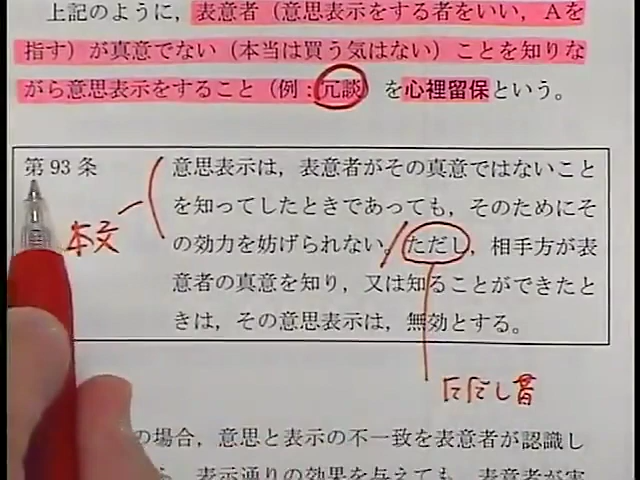 上記のように，表意者（意思表示をする者をいい，Ａを
指す）が真意でない（本当は買う気はない）ことを知りな
がら意思表示をすること（例：冗談）を心裡留保という。
第93条
意思表示は，表意者がその真意ではないこと
を知ってしたときであっても，そのためにそ
の効力を妨げられない。ただし，相手方が表
意者の真意を知り，又は知ることができたと
きは，その意思表示は，無効とする。
本文
ただし書
の場合，意思と表示の不一致を表意者が認識し
表示通りの効果を与えても，表意者が実